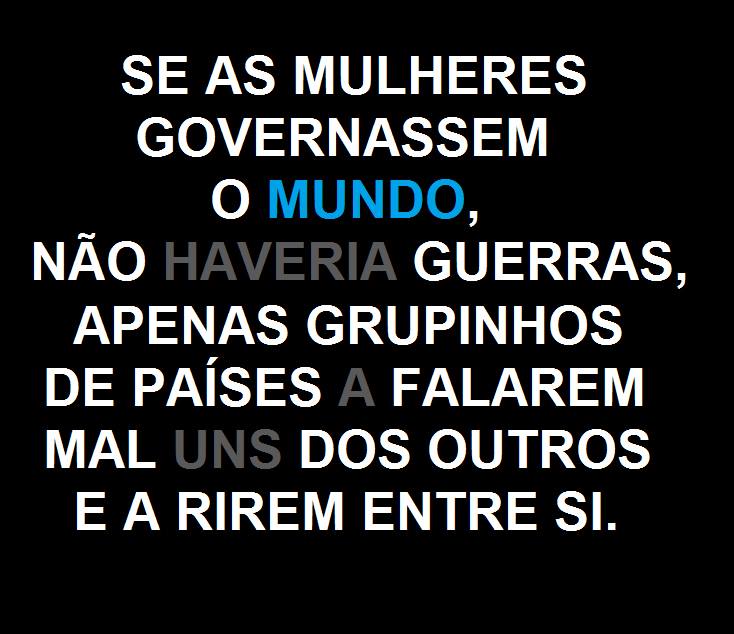 SE AS MULHERES
GOVERNASSEM
O MUNDO,
NÃO HAVERIA GUERRAS,
APENAS GRUPINHOS
DE PAÍSES A FALAREM
MAL UNS DOS OUTROS
E A RIREM ENTRE SI.